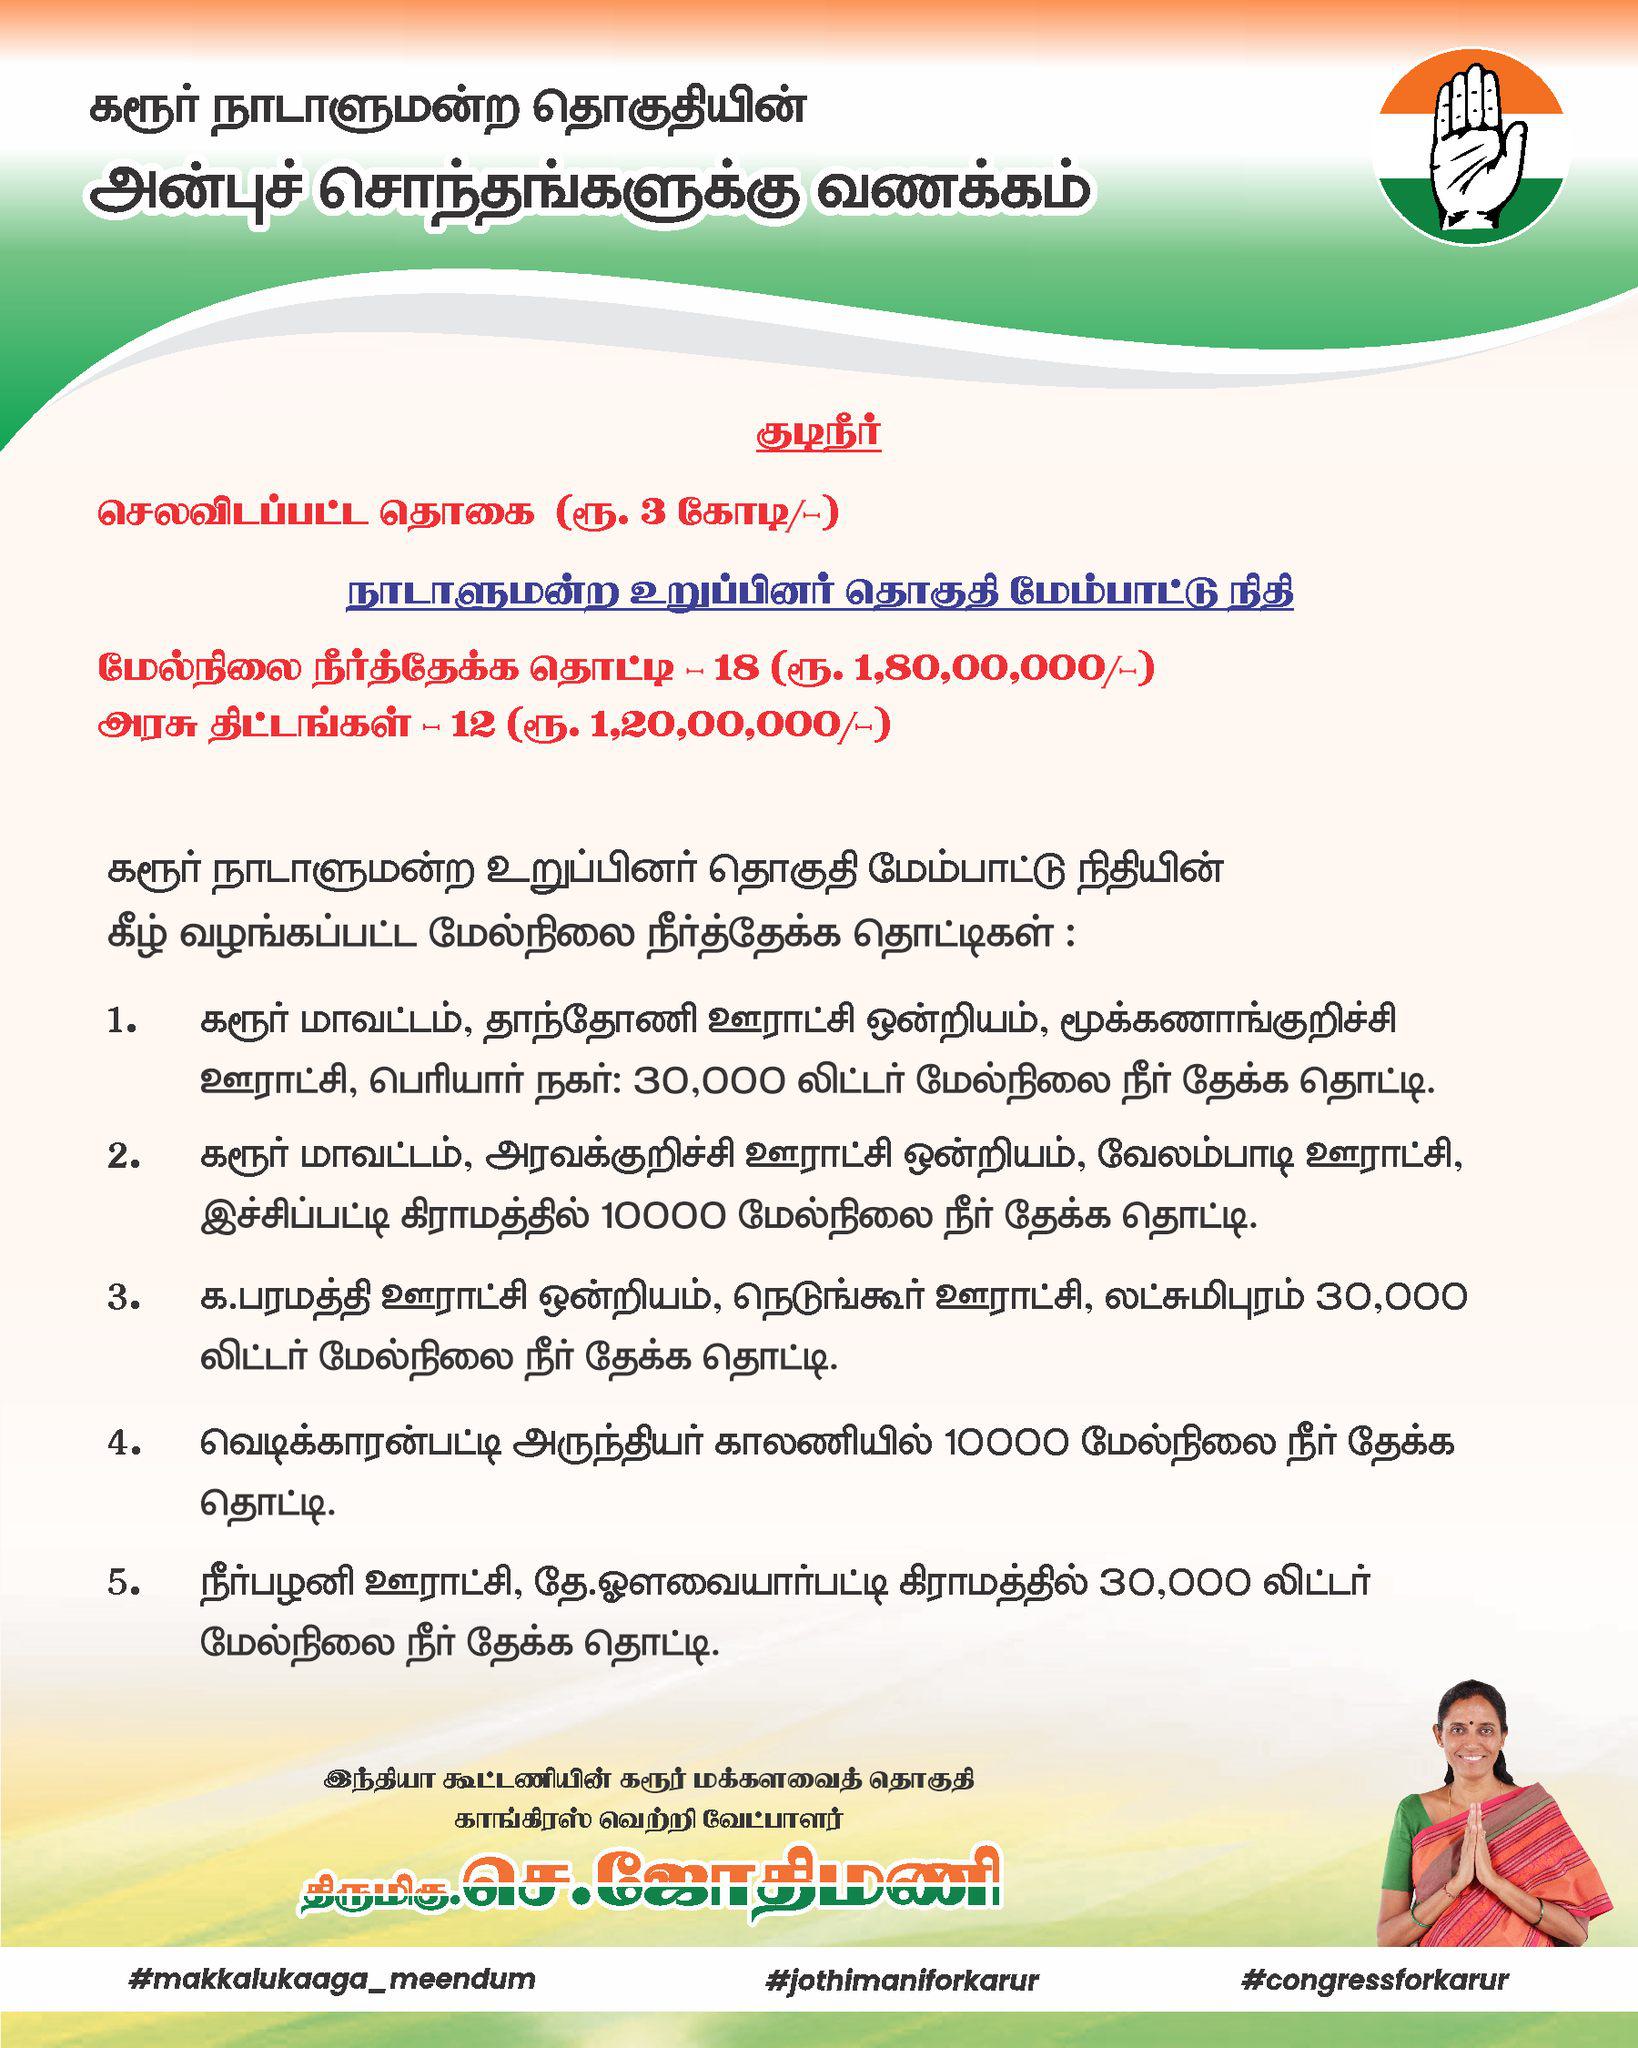 கரூர் நாடாளுமன்ற தொகுதியின்
அன்புச் சொந்தங்களுக்கு வணக்கம்
குடிநீர்
செலவிடப்பட்ட தொகை (ரூ. 3 கோடி/-)
நாடாளுமன்ற உறுப்பினர் தொகுதி மேம்பாட்டு நிதி
மேல்நிலை நீர்த்தேக்க தொட்டி - 18 (ரூ. 1,80,00,000/-)
அரசு திட்டங்கள் - 12 (ரூ. 1,20,00,000/-)
கரூர் நாடாளுமன்ற உறுப்பினர் தொகுதி மேம்பாட்டு நிதியின்
கீழ் வழங்கப்பட்ட மேல்நிலை நீர்த்தேக்க தொட்டிகள் :
1. கரூர் மாவட்டம், தாந்தோணி ஊராட்சி ஒன்றியம், மூக்கணாங்குறிச்சி
ஊராட்சி, பெரியார் நகர்: 30,000 லிட்டர் மேல்நிலை நீர் தேக்க தொட்டி.
2. கரூர் மாவட்டம், அரவக்குறிச்சி ஊராட்சி ஒன்றியம், வேலம்பாடி ஊராட்சி,
இச்சிப்பட்டி கிராமத்தில் 10000 மேல்நிலை நீர் தேக்க தொட்டி.
3. க.பரமத்தி ஊராட்சி ஒன்றியம், நெடுங்கூர் ஊராட்சி, லட்சுமிபுரம் 30,000
லிட்டர் மேல்நிலை நீர் தேக்க தொட்டி.
4. வெடிக்காரன்பட்டி அருந்தியர் காலணியில் 10000 மேல்நிலை நீர் தேக்க
தொட்டி.
5. நீர்பழனி ஊராட்சி, தே.ஔவையார்பட்டி கிராமத்தில் 30,000 லிட்டர்
மேல்நிலை நீர் தேக்க தொட்டி.
இந்தியா கூட்டணியின் கரூர் மக்களவைத் தொகுதி
காங்கிரஸ் வெற்றி வேட்பாளர்
திருமிகு.செ.ஜோதிமணி
#makkalukaaga_meendum #jothimaniforkarur #congressforkarur